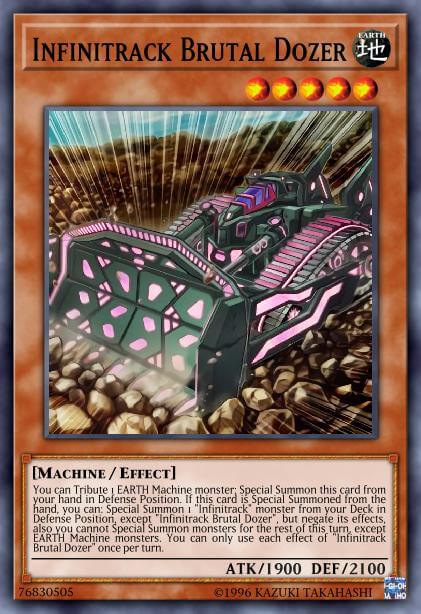 INFINITRACK BRUTAL DOZER
EARTH
地
[MACHINE / EFFECT]
You can Tribute 1 EARTH Machine monster; Special Summon this card from
your hand in Defense Position. If this card is Special Summoned from the
hand, you can: Special Summon 1 "Infinitrack" monster from your Deck in
Defense Position, except "Infinitrack Brutal Dozer", but negate its effects,
also you cannot Special Summon monsters for the rest of this turn, except
EARTH Machine monsters. You can only use each effect of "Infinitrack
Brutal Dozer" once per turn.
ATK/1900 DEF/2100
76830505
©1996 KAZUKI TAKAHASHI